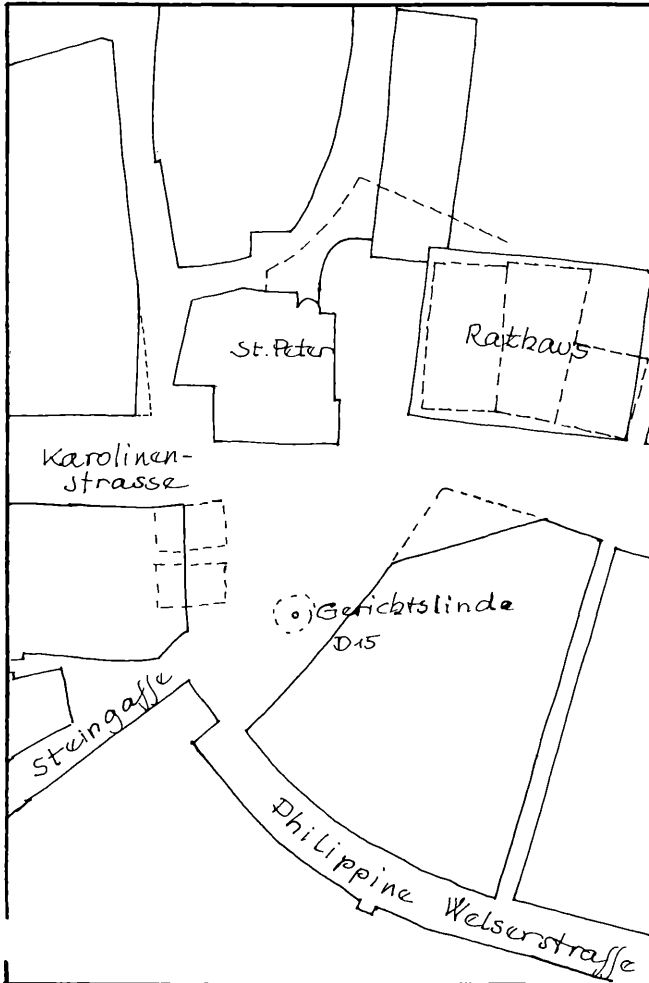 St. Peter
Rathaus
Karolinen-
strasse
Gerichtslinde
D15
Steingasse
Philippine Welserstrasse